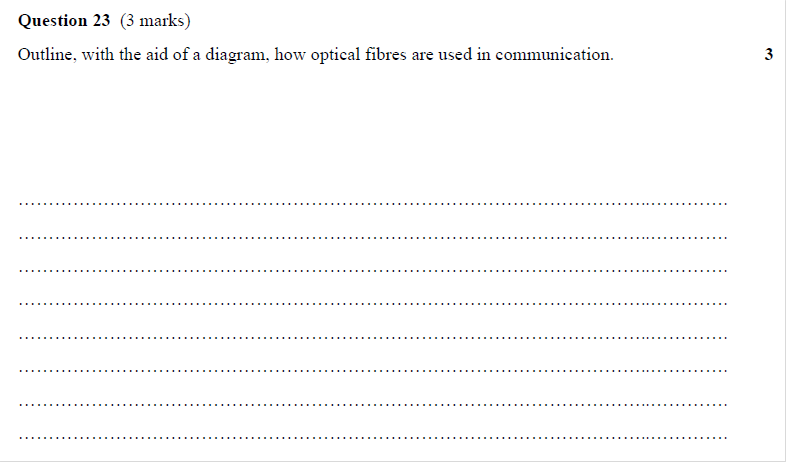 Question 23 (3 marks)
Outline, with the aid of a diagram, how optical fibres are used in communication. 3